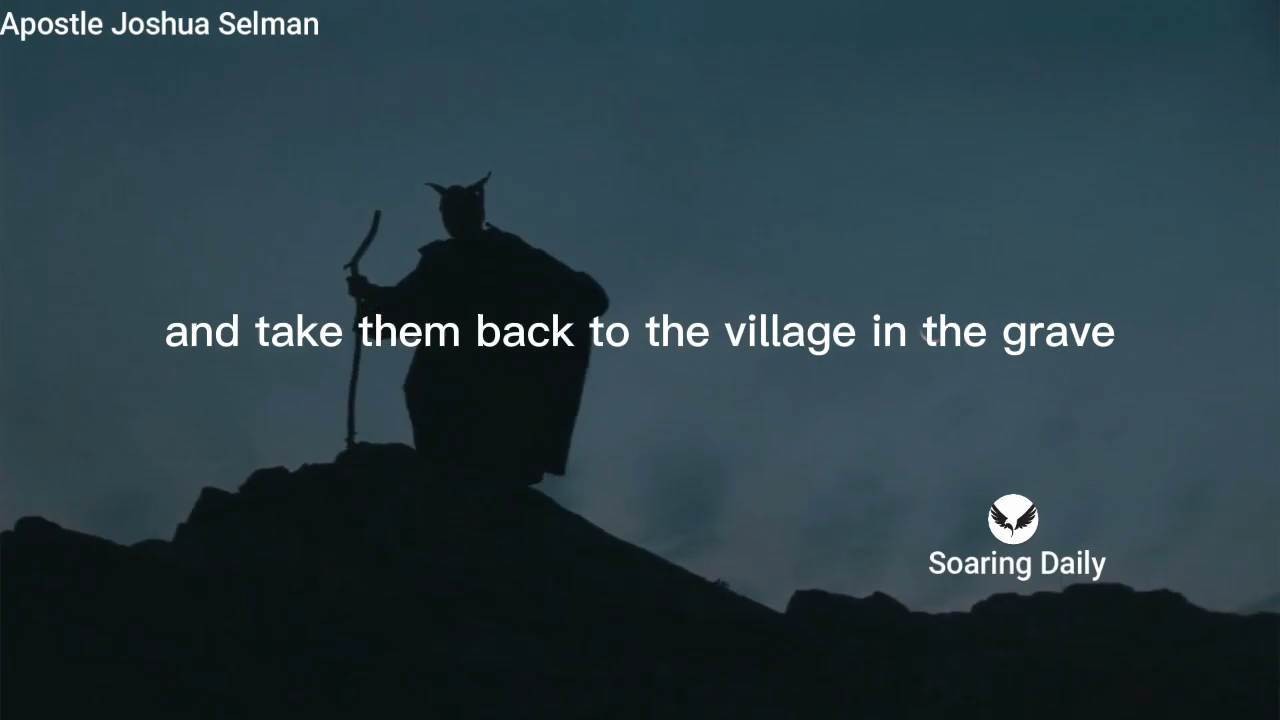 Apostle Joshua Selman
and take them back to the village in the grave
Soaring Daily